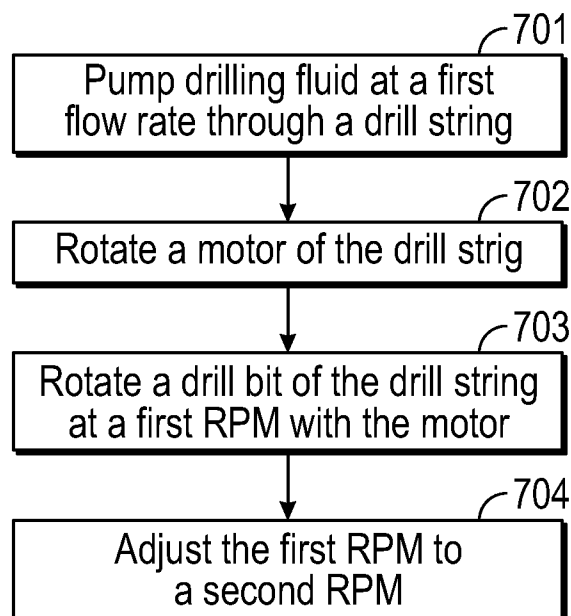 701
Pump drilling fluid at a first
flow rate through a drill string
702
Rotate a motor of the drill strig
703
Rotate a drill bit of the drill string
at a first RPM with the motor
704
Adjust the first RPM to
a second RPM